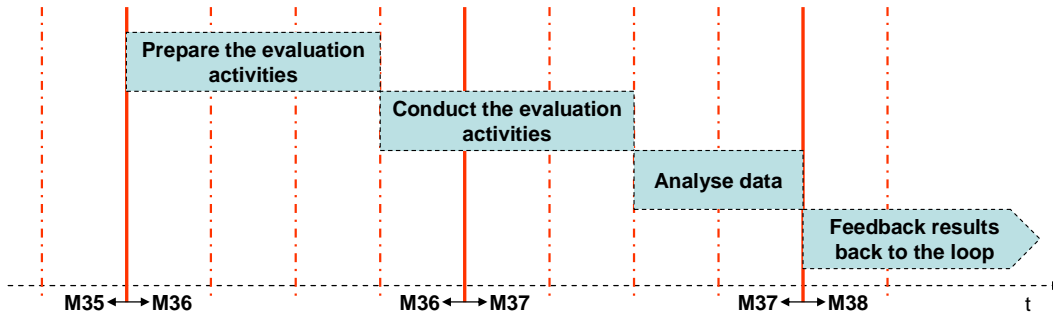 Prepare the evaluation
activities
Conduct the evaluation
activities
Analyse data
Feedback results
back to the loop
M35 M36 M36 M37 M37 M38 t